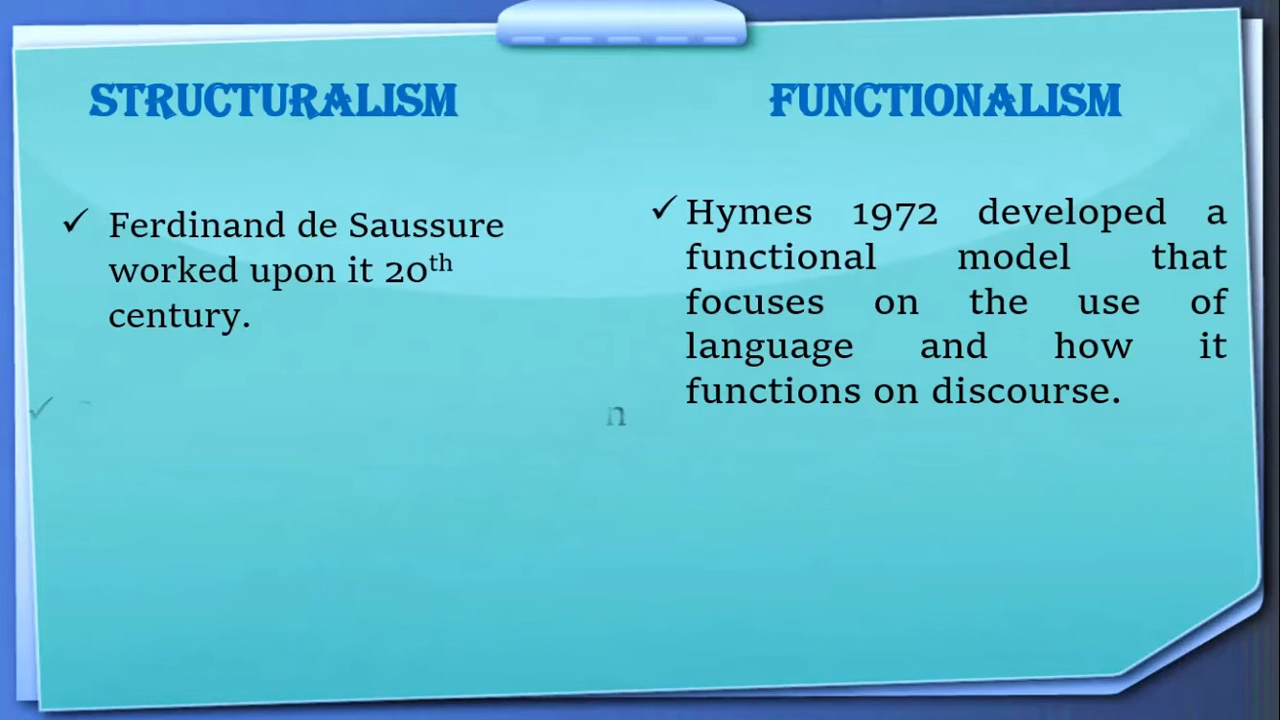 STRUCTURALISM
✓ Ferdinand de Saussure
worked upon it 20th
century.
FUNCTIONALISM
✓ Hymes 1972 developed a
functional model that
focuses on the use of
language and how it
functions on discourse.
✓
n